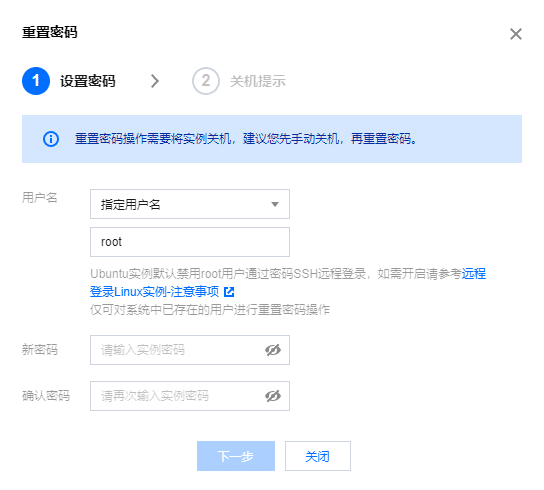 重置密码
1 设置密码 2 关机提示
重置密码操作需要将实例关机，建议您先手动关机，再重置密码。
用户名 指定用户名
root
Ubuntu实例默认禁用root用户通过密码SSH远程登录，如需开启请参考远程
登录Linux实例-注意事项
仅可对系统中已存在的用户进行重置密码操作
新密码 请输入实例密码
确认密码 请再次输入实例密码
下一步 关闭